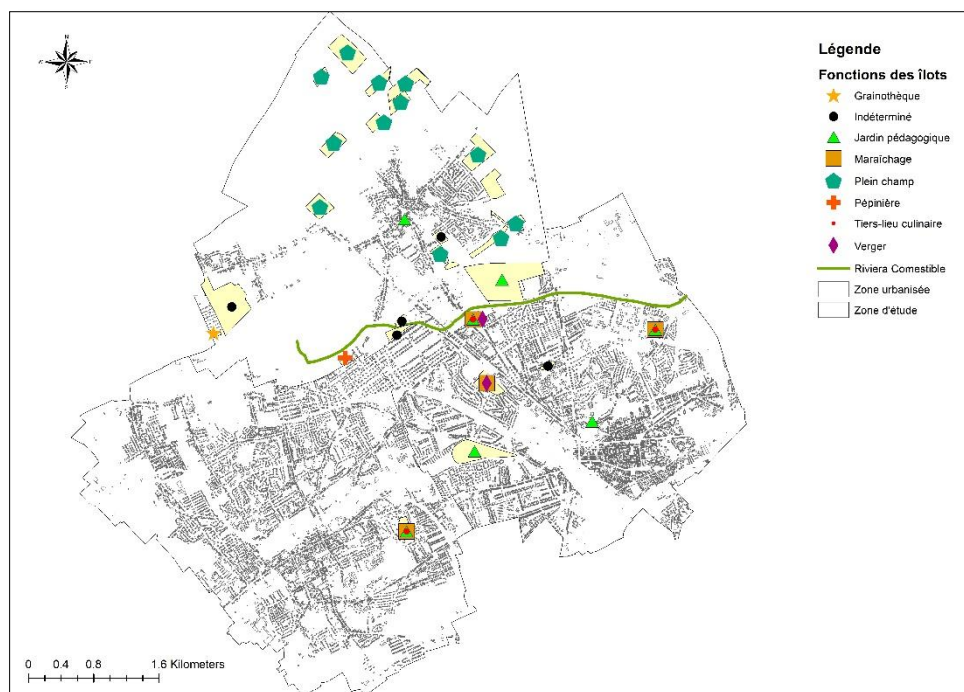 N
Légende
Fonctions des îlots
Grainothèque
Indéterminé
Jardin pédagogique
Maraîchage
Plein champ
Pépinière
Tiers-lieu culinaire
Verger
Riviera Comestible
Zone urbanisée
Zone d'étude
0 0.4 0.8 1.6 Kilometers